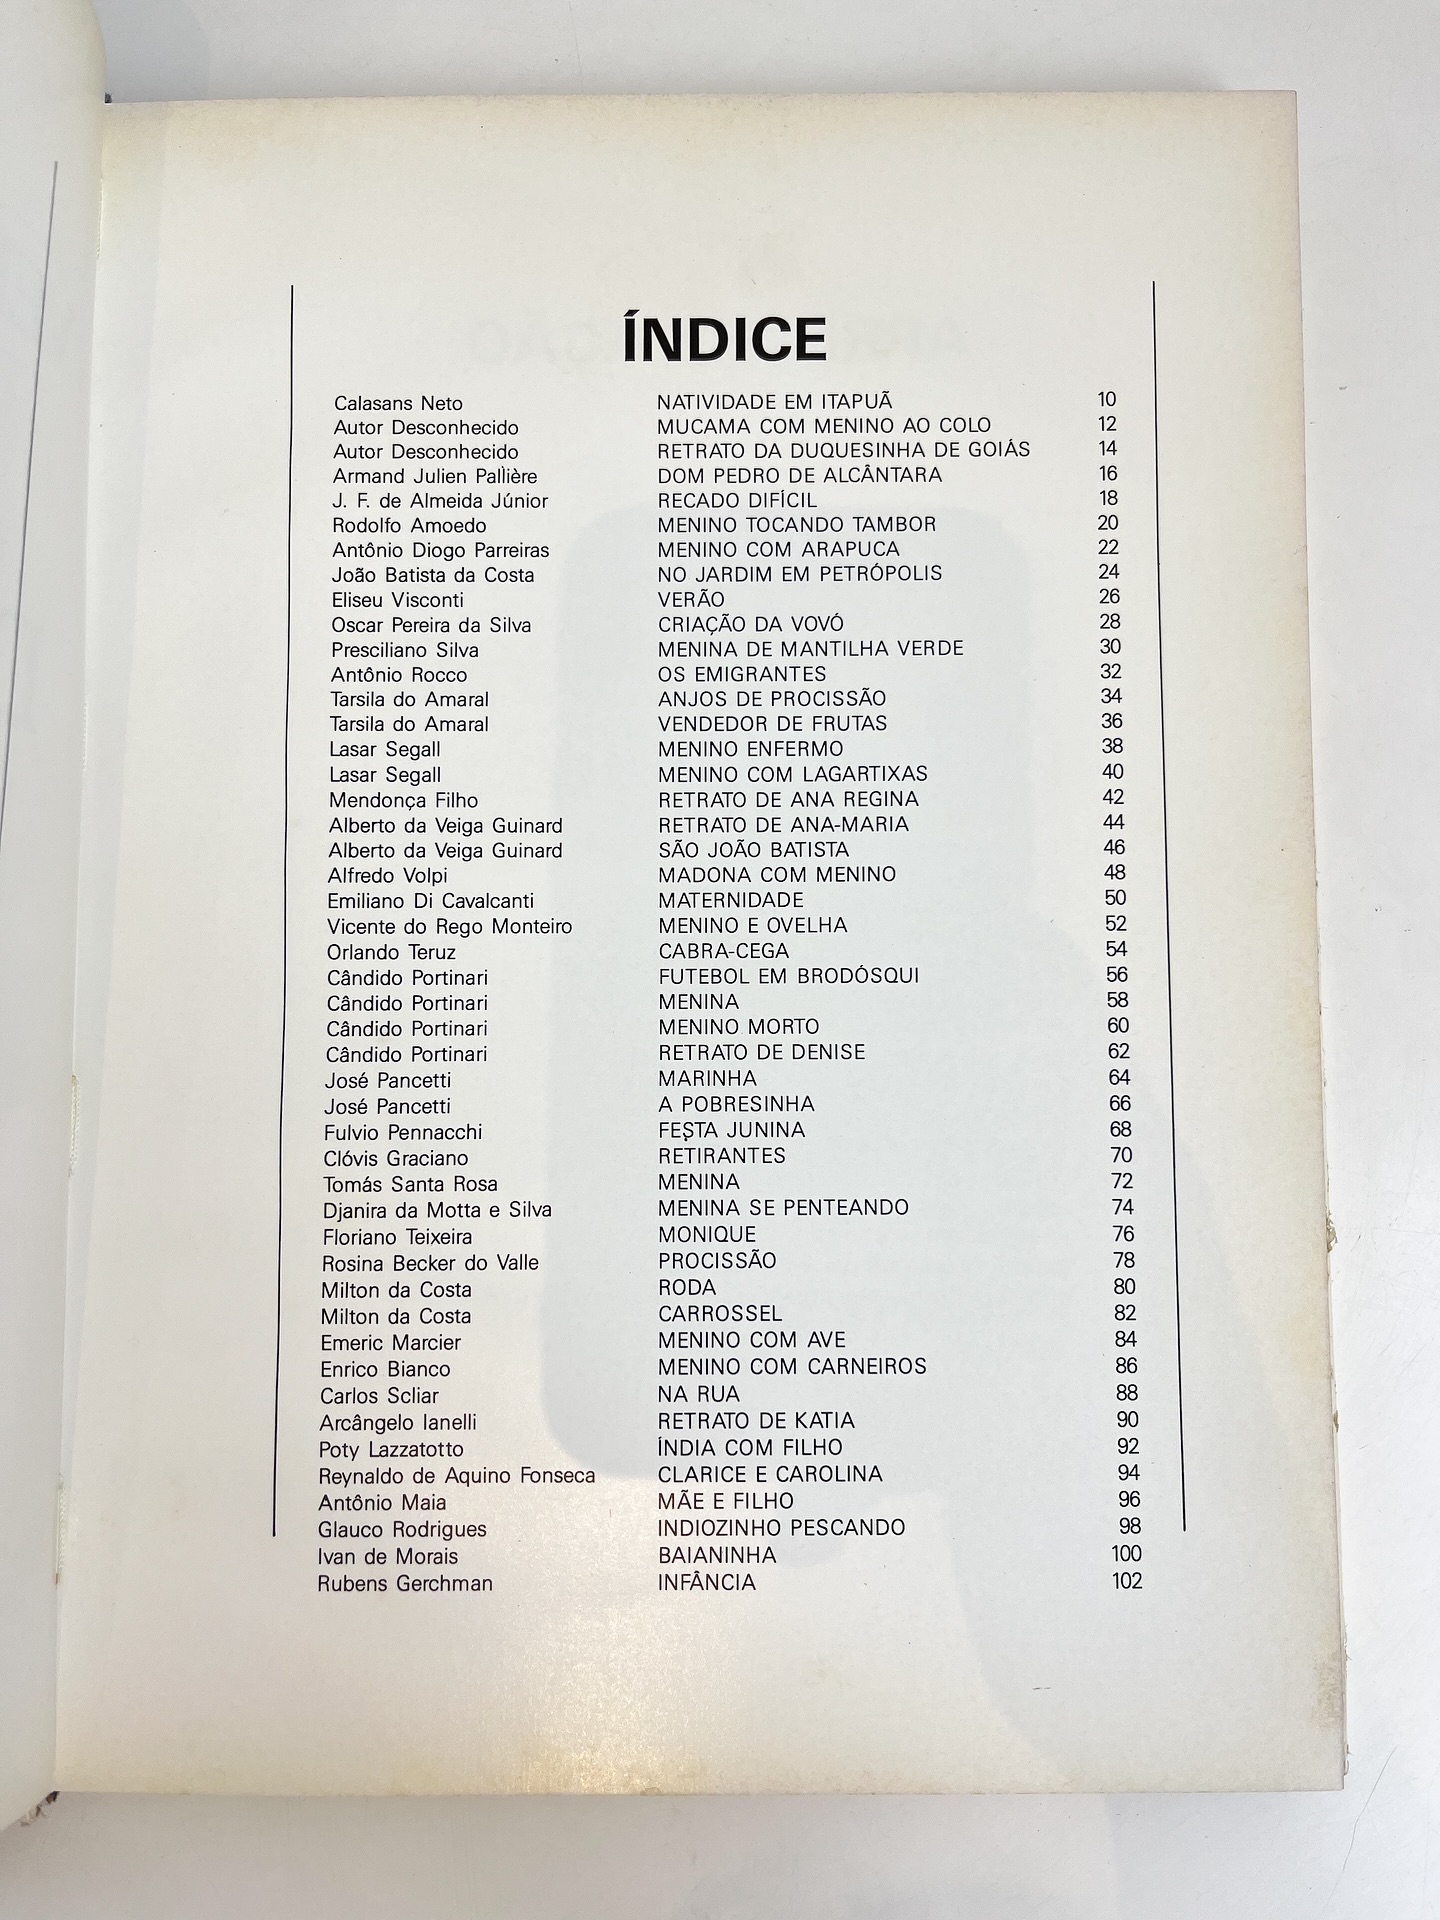 ÍNDICE
Calasans Neto NATIVIDADE EM ITAPUÃ 10
Autor Desconhecido MUCAMA COM MENINO AO COLO 12
Autor Desconhecido RETRATO DA DUQUESINHA DE GOIÁS 14
Armand Julien Pallière DOM PEDRO DE ALCÂNTARA 16
J. F. de Almeida Júnior RECADO DIFÍCIL 18
Rodolfo Amoedo MENINO TOCANDO TAMBOR 20
Antônio Diogo Parreiras MENINO COM ARAPUCA 22
João Batista da Costa NO JARDIM EM PETRÓPOLIS 24
Eliseu Visconti VERÃO 26
Oscar Pereira da Silva CRIAÇÃO DA VOVÓ 28
Presciliano Silva MENINA DE MANTILHA VERDE 30
Antônio Rocco OS EMIGRANTES 32
Tarsila do Amaral ANJOS DE PROCISSÃO 34
Tarsila do Amaral VENDEDOR DE FRUTAS 36
Lasar Segall MENINO ENFERMO 38
Lasar Segall MENINO COM LAGARTIXAS 40
Mendonça Filho RETRATO DE ANA REGINA 42
Alberto da Veiga Guinard RETRATO DE ANA-MARIA 44
Alberto da Veiga Guinard SÃO JOÃO BATISTA 46
Alfredo Volpi MADONA COM MENINO 48
Emiliano Di Cavalcanti MATERNIDADE 50
Vicente do Rego Monteiro MENINO E OVELHA 52
Orlando Teruz CABRA-CEGA 54
Cândido Portinari FUTEBOL EM BRODÓSQUI 56
Cândido Portinari MENINA 58
Cândido Portinari MENINO MORTO 60
Cândido Portinari RETRATO DE DENISE 62
José Pancetti MARINHA 64
José Pancetti A POBRESINHA 66
Fulvio Pennacchi FESTA JUNINA 68
Clóvis Graciano RETIRANTES 70
Tomás Santa Rosa MENINA 72
Djanira da Motta e Silva MENINA SE PENTEANDO 74
Floriano Teixeira MONIQUE 76
Rosina Becker do Valle PROCISSÃO 78
Milton da Costa RODA 80
Milton da Costa CARROSSEL 82
Emeric Marcier MENINO COM AVE 84
Enrico Bianco MENINO COM CARNEIROS 86
Carlos Scliar NA RUA 88
Arcângelo Ianelli RETRATO DE KATIA 90
Poty Lazzatotto ÍNDIA COM FILHO 92
Reynaldo de Aquino Fonseca CLARICE E CAROLINA 94
Antônio Maia MÃE E FILHO 96
Glauco Rodrigues INDIOZINHO PESCANDO 98
Ivan de Morais BAIANINHA 100
Rubens Gerchman INFÂNCIA 102